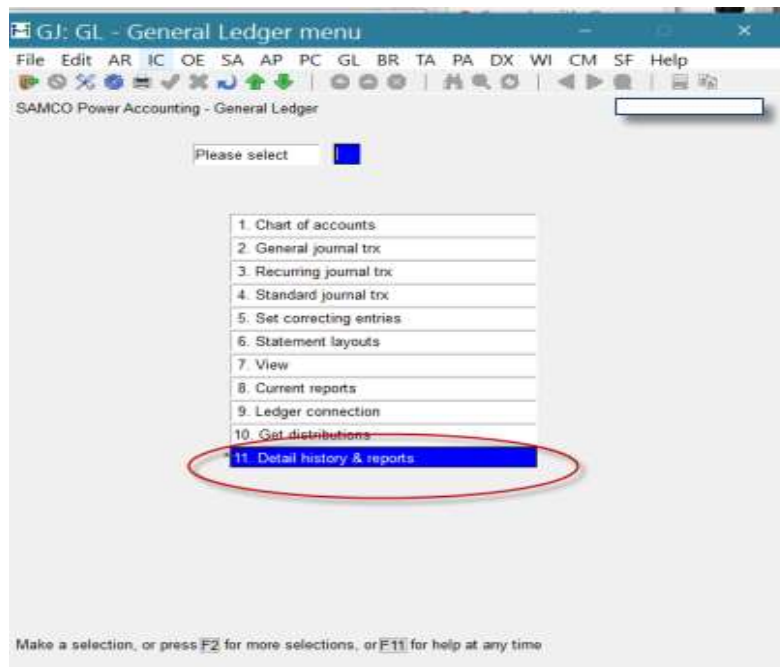 GJ: GL - General Ledger menu
File Edit AR IC OE SA AP PC GL BR TA PA DX WI CM SF Help
SAMCO Power Accounting - General Ledger
Please select
1. Chart of accounts
2. General journal trx
3. Recurring journal trx
4. Standard journal trx
5. Set correcting entries
6. Statement layouts
7. View
8. Current reports
9. Ledger connection
10. Get distributions
11. Detail history & reports
Make a selection, or press F2 for more selections, or F11 for help at any time